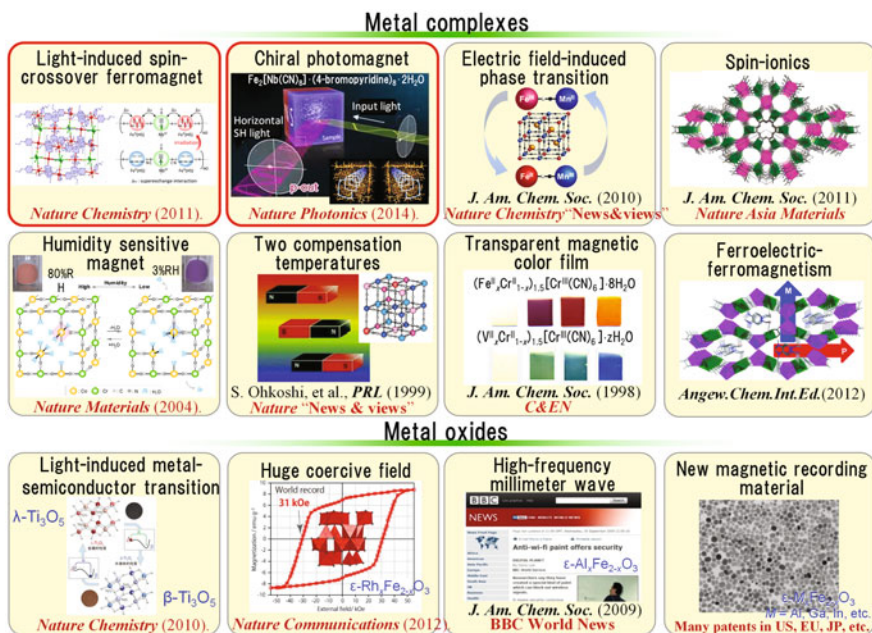 Metal complexes
Light-induced spin-
crossover ferromagnet
Nature Chemistry (2011).
Chiral photomagnet
Fe₂[Nb(CN)₈]·(4-bromopyridine)₈·2H₂O
Horizontal
SH light
Input light
Sample
p-out
Nature Photonics (2014).
Electric field-induced
phase transition
J. Am. Chem. Soc. (2010)
Nature Chemistry"News&views"
Spin-ionics
J. Am. Chem. Soc. (2011)
Nature Asia Materials
Humidity sensitive
magnet
80%R
H
Humidity
High
Low
3%RH
Nature Materials (2004).
Two compensation
temperatures
N
S
S. Ohkoshi, et al., PRL (1999)
Nature "News & views"
Transparent magnetic
color film
(FeᴵᴵₓCrᴵᴵ₁₋ₓ)₁.₅[Crᴵᴵᴵ(CN)₆]·8H₂O
(VᴵᴵₓCrᴵᴵ₁₋ₓ)₁.₅[Crᴵᴵᴵ(CN)₆]·zH₂O
J. Am. Chem. Soc. (1998)
C&EN
Ferroelectric-
ferromagnetism
M
P
Angew.Chem.Int.Ed.(2012)
Metal oxides
Light-induced metal-
semiconductor transition
λ-Ti₃O₅
β-Ti₃O₅
Nature Chemistry (2010).
Huge coercive field
World record
31 kOe
Magnetization / emu g⁻¹
External field/ kOe
ε-RhₓFe₂₋ₓO₃
Nature Communications (2012)
High-frequency
millimeter wave
BBC
NEWS
Anti-wi-fi paint offers security
ε-AlₓFe₂₋ₓO₃
J. Am. Chem. Soc. (2009)
BBC World News
New magnetic recording
material
ε-MₓFe₂₋ₓO₃
M = Al, Ga, In, etc.
Many patents in US, EU, JP, etc,